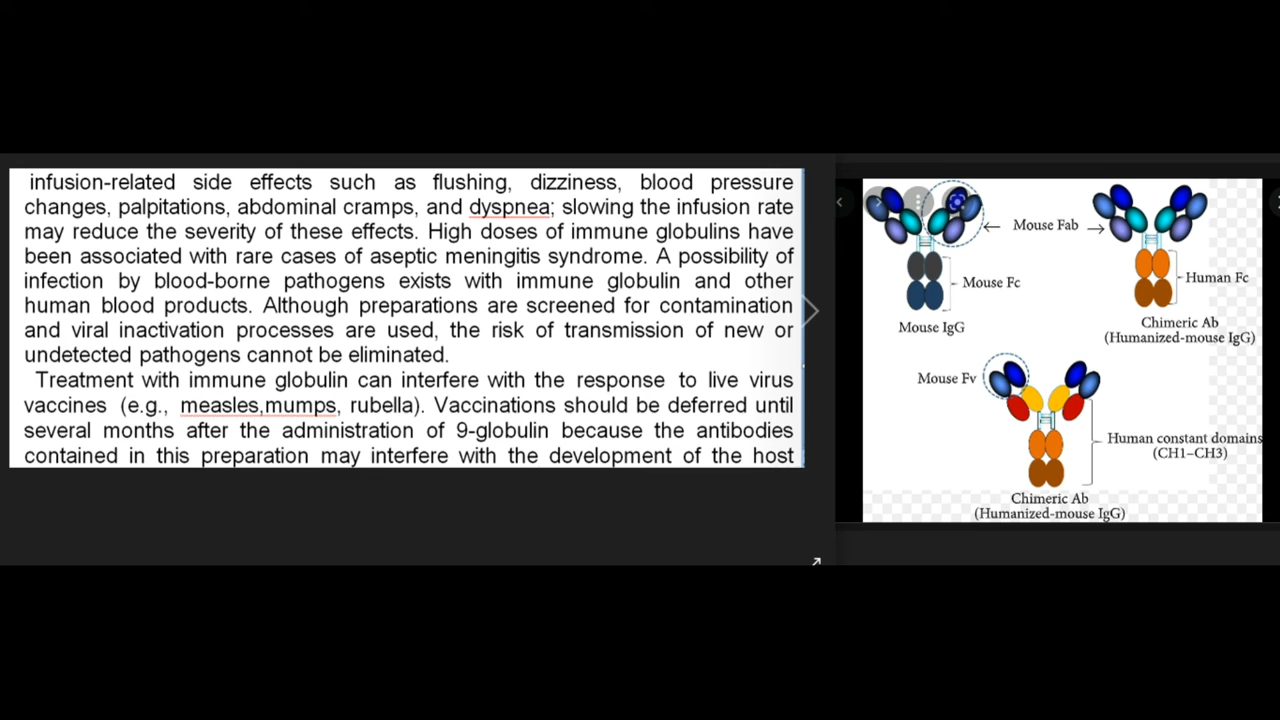 infusion-related side effects such as flushing, dizziness, blood pressure
changes, palpitations, abdominal cramps, and dyspnea; slowing the infusion rate
may reduce the severity of these effects. High doses of immune globulins have
been associated with rare cases of aseptic meningitis syndrome. A possibility of
infection by blood-borne pathogens exists with immune globulin and other
human blood products. Although preparations are screened for contamination
and viral inactivation processes are used, the risk of transmission of new or
undetected pathogens cannot be eliminated.
Treatment with immune globulin can interfere with the response to live virus
vaccines (e.g., measles,mumps, rubella). Vaccinations should be deferred until
several months after the administration of 9-globulin because the antibodies
contained in this preparation may interfere with the development of the host
Mouse Fab
Mouse Fc
Human Fc
Mouse IgG
Chimeric Ab
(Humanized-mouse IgG)
Mouse Fv
Human constant domains
(CH1–CH3)
Chimeric Ab
(Humanized-mouse IgG)